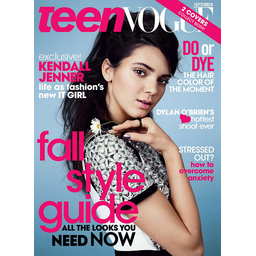 teen VOGUE
SEPTEMBER
2 COVERS
exclusive!
KENDALL
JENNER
life as fashion's
new IT GIRL
DO or
DYE
THE HAIR
COLOR OF
THE MOMENT
DYLAN O'BRIEN'S
hottest
shoot ever
STRESSED
OUT?
how to
overcome
anxiety
fall
style
guide
ALL THE LOOKS YOU
NEED NOW